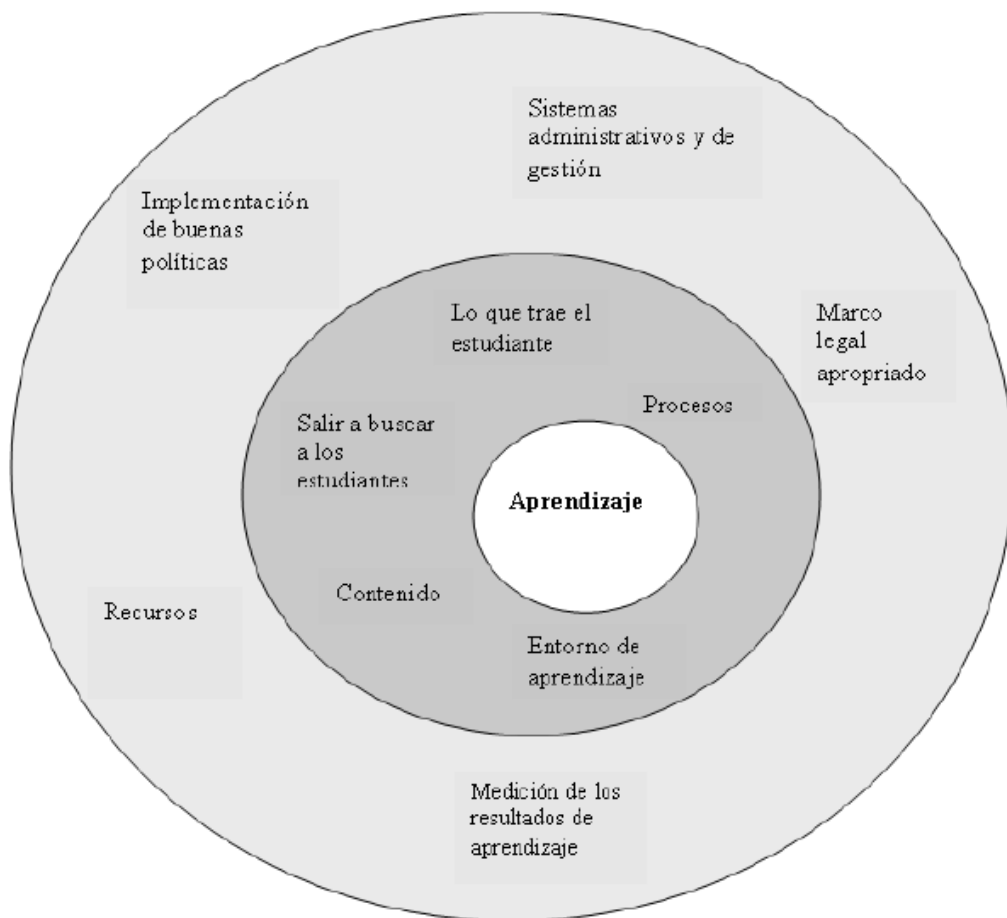 Sistemas
administrativos y de
gestión
Implementación
de buenas
políticas
Lo que trae el
estudiante
Marco
legal
apropiado
Procesos
Salir a buscar
a los
estudiantes
Aprendizaje
Contenido
Recursos
Entorno de
aprendizaje
Medición de los
resultados de
aprendizaje